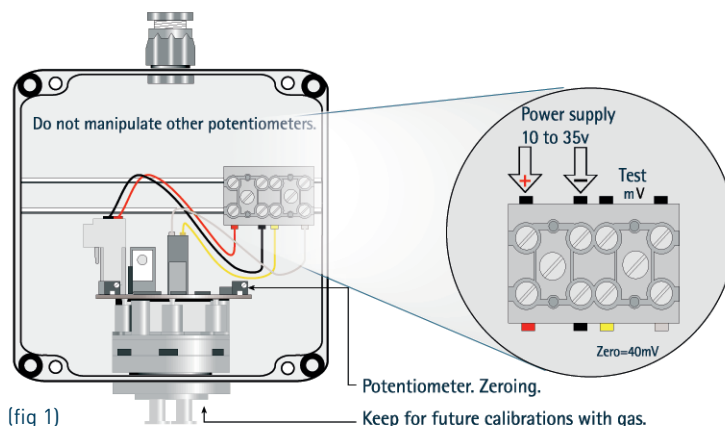 Do not manipulate other potentiometers.
Power supply
10 to 35v
+
−
Test
mV
Zero=40mV
Potentiometer. Zeroing.
Keep for future calibrations with gas.
(fig 1)